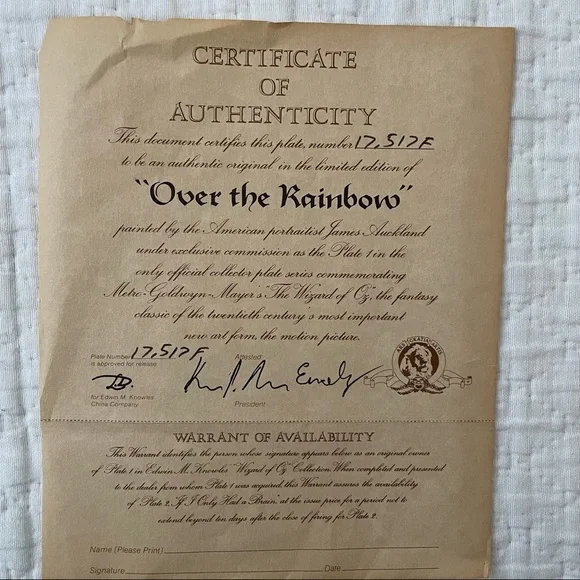 CERTIFICATE
OF
AUTHENTICITY
This document certifies this plate, number 17,517F
to be an authentic original in the limited edition of
"Over the Rainbow"
painted by the American portraitist James Auckland
under exclusive commission as the Plate 1 in the
only official collector plate series commemorating
Metro-Goldwyn-Mayer's "The Wizard of Oz", the fantasy
classic of the twentieth century's most important
new art form, the motion picture.
Plate Number 17,517F
is approved for release
Attested
for Edwin M. Knowles
China Company
President
ARS GRATIA ARTIS
WARRANT OF AVAILABILITY
This Warrant identifies the person whose signature appears below as an original owner
of Plate 1 in Edwin M. Knowles' "Wizard of Oz" Collection. When completed and presented
to the dealer from whom Plate 1 was acquired this Warrant assures the availability
of Plate 2, "If I Only Had a Brain," at the issue price for a period not to
extend beyond ten days after the close of firing for Plate 2.
Name (Please Print)
Signature Date